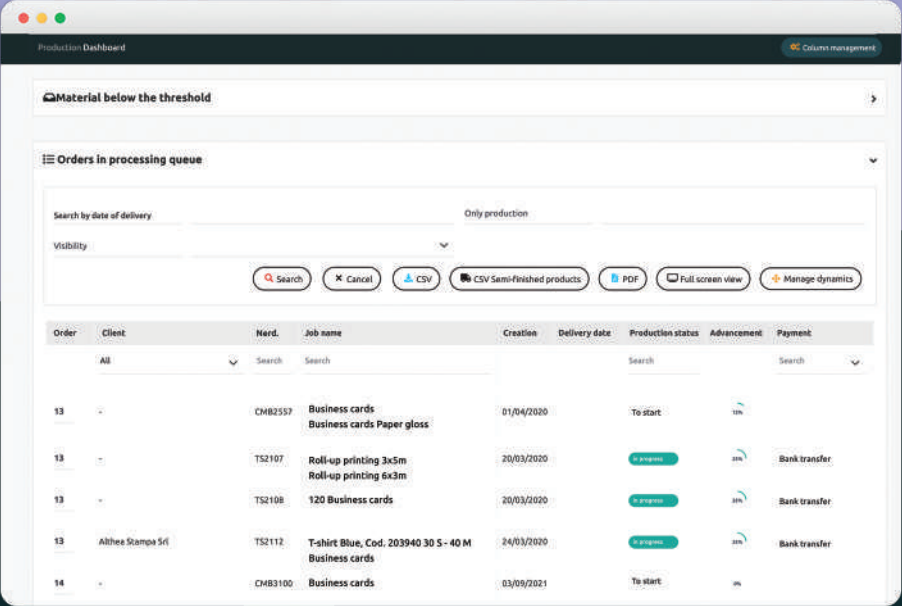 Production Dashboard
Column management
Material below the threshold
Orders in processing queue
Search by date of delivery
Only production
Visibility
Search Cancel CSV CSV Semi-finished products PDF Full screen view Manage dynamics
Order Client Nord. Job name Creation Delivery date Production status Advancement Payment
All Search Search Search Search
13 - CMB2557 Business cards 01/04/2020 To start
Business cards Paper gloss
13 - TS2107 Roll-up printing 3x5m 20/03/2020 In progress Bank transfer
Roll-up printing 6x3m
13 - TS2108 120 Business cards 20/03/2020 In progress Bank transfer
13 Althea Stampa Srl TS2112 T-shirt Blue, Cod. 203940 30 S - 40 M 24/03/2020 In progress Bank transfer
Business cards
14 - CMB3100 Business cards 03/09/2021 To start 0%